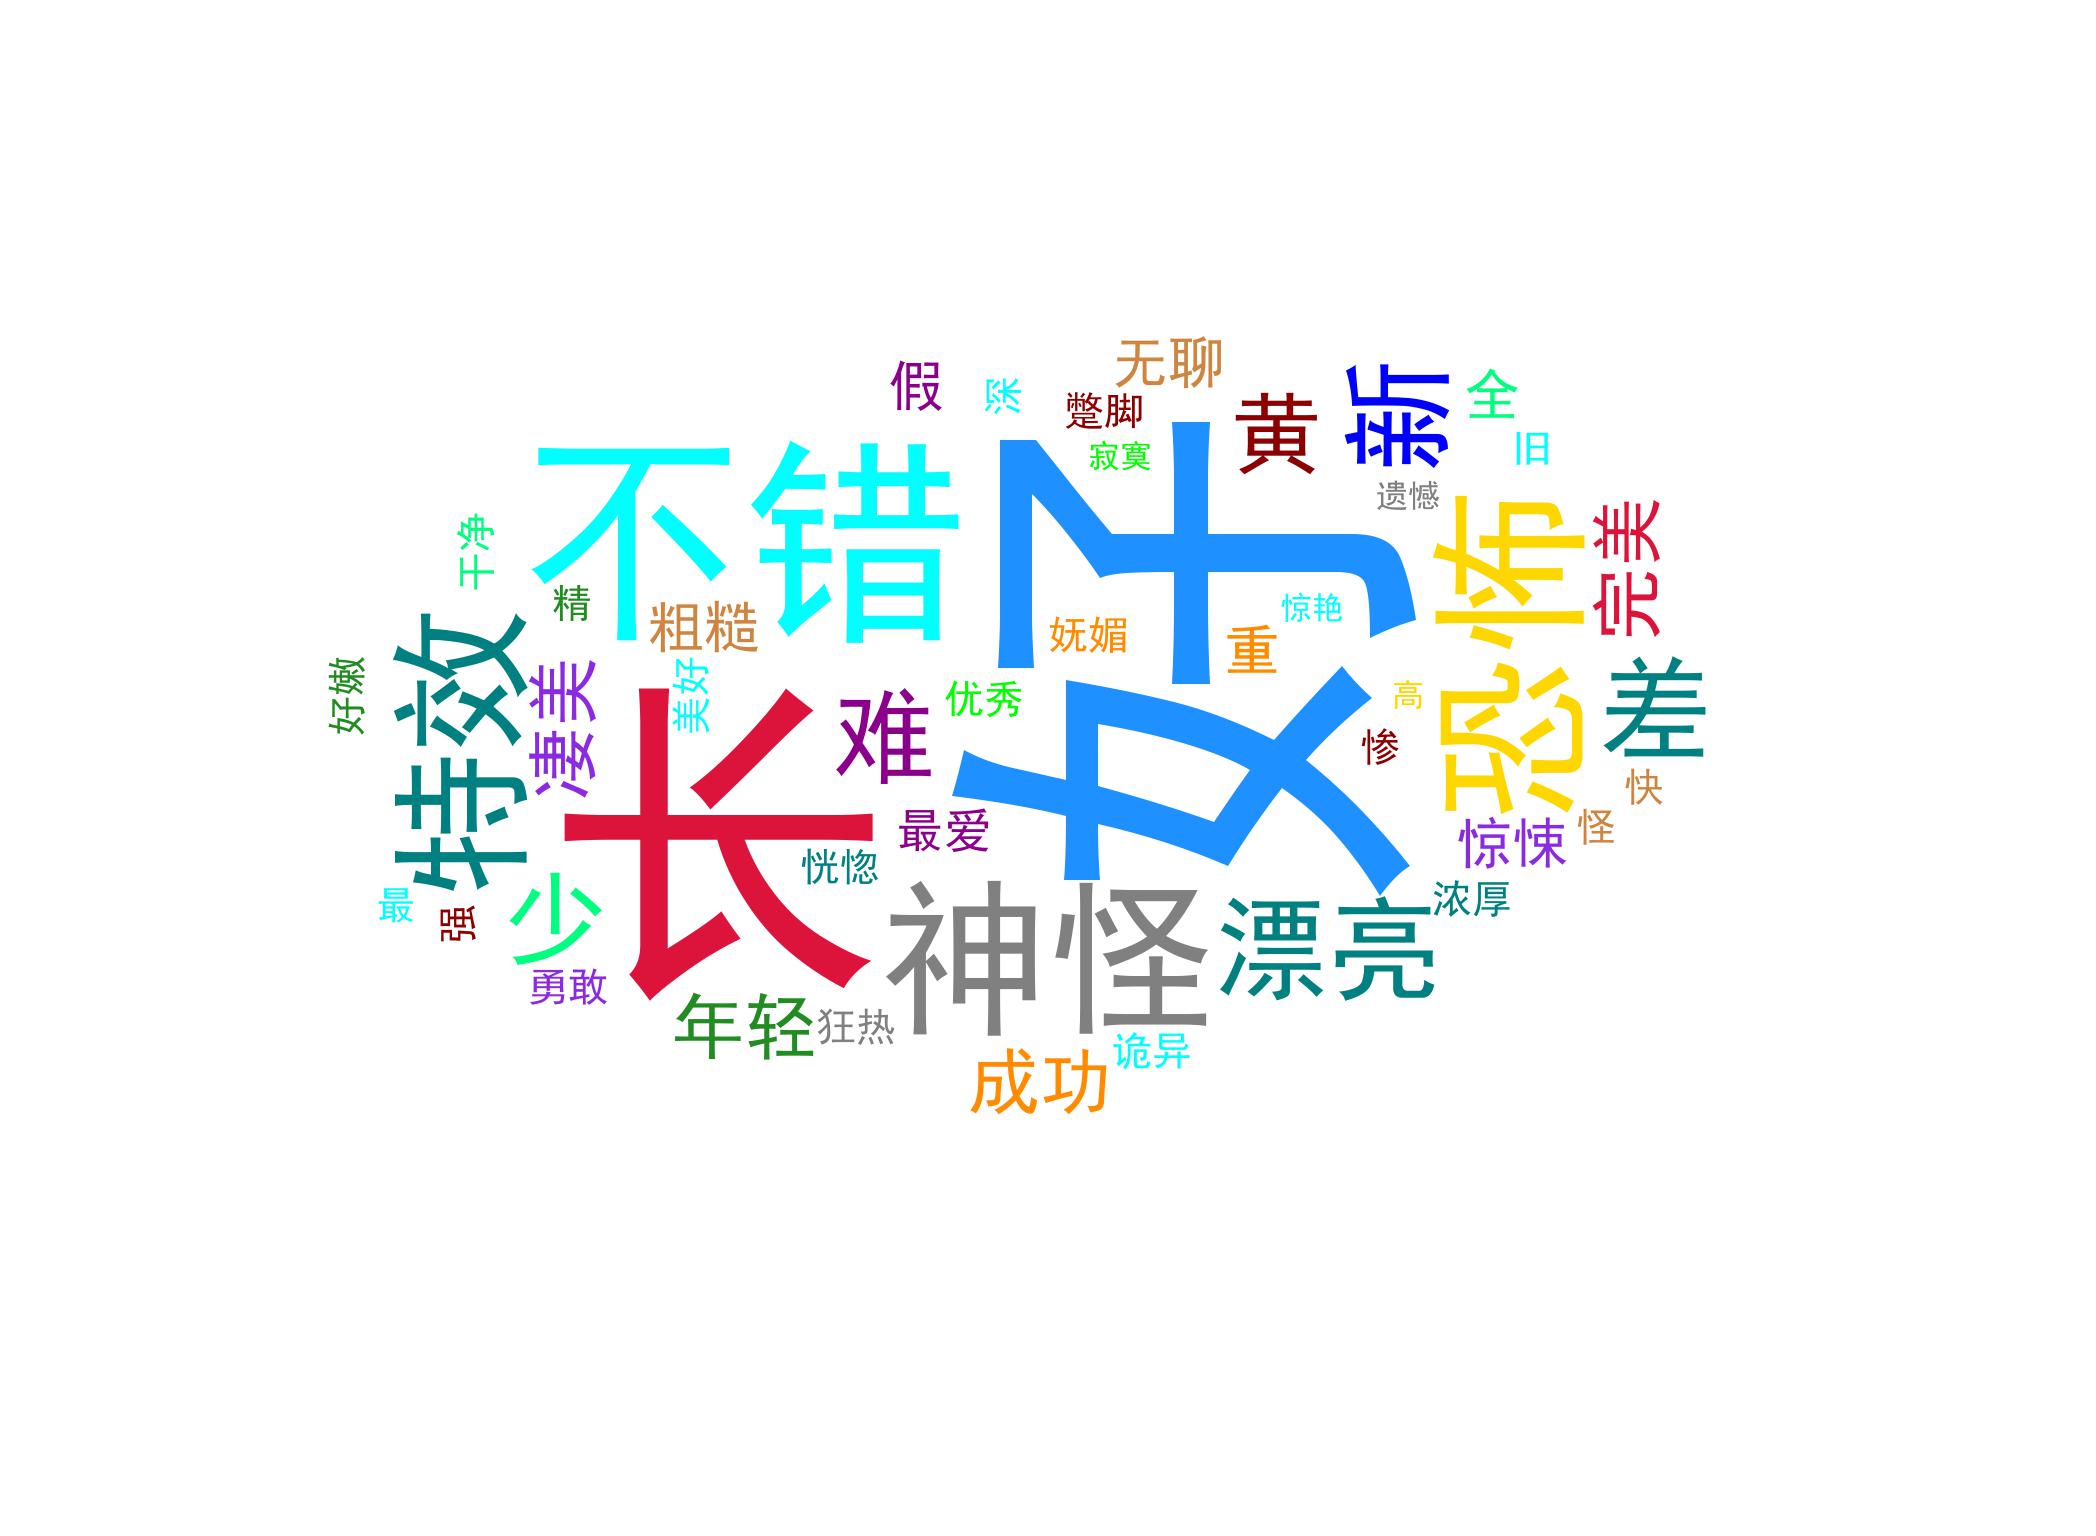 无聊
假
深
蹩脚
黄
新
全
寂寞
旧
遗憾
不错
好
恐怖
完美
干净
精
粗糙
妩媚
重
惊艳
特效
凄美
美好
好嫩
长
难
优秀
高
惨
差
快
最爱
恍惚
惊悚
怪
最
强
少
神怪
漂亮
浓厚
勇敢
年轻
狂热
成功
诡异